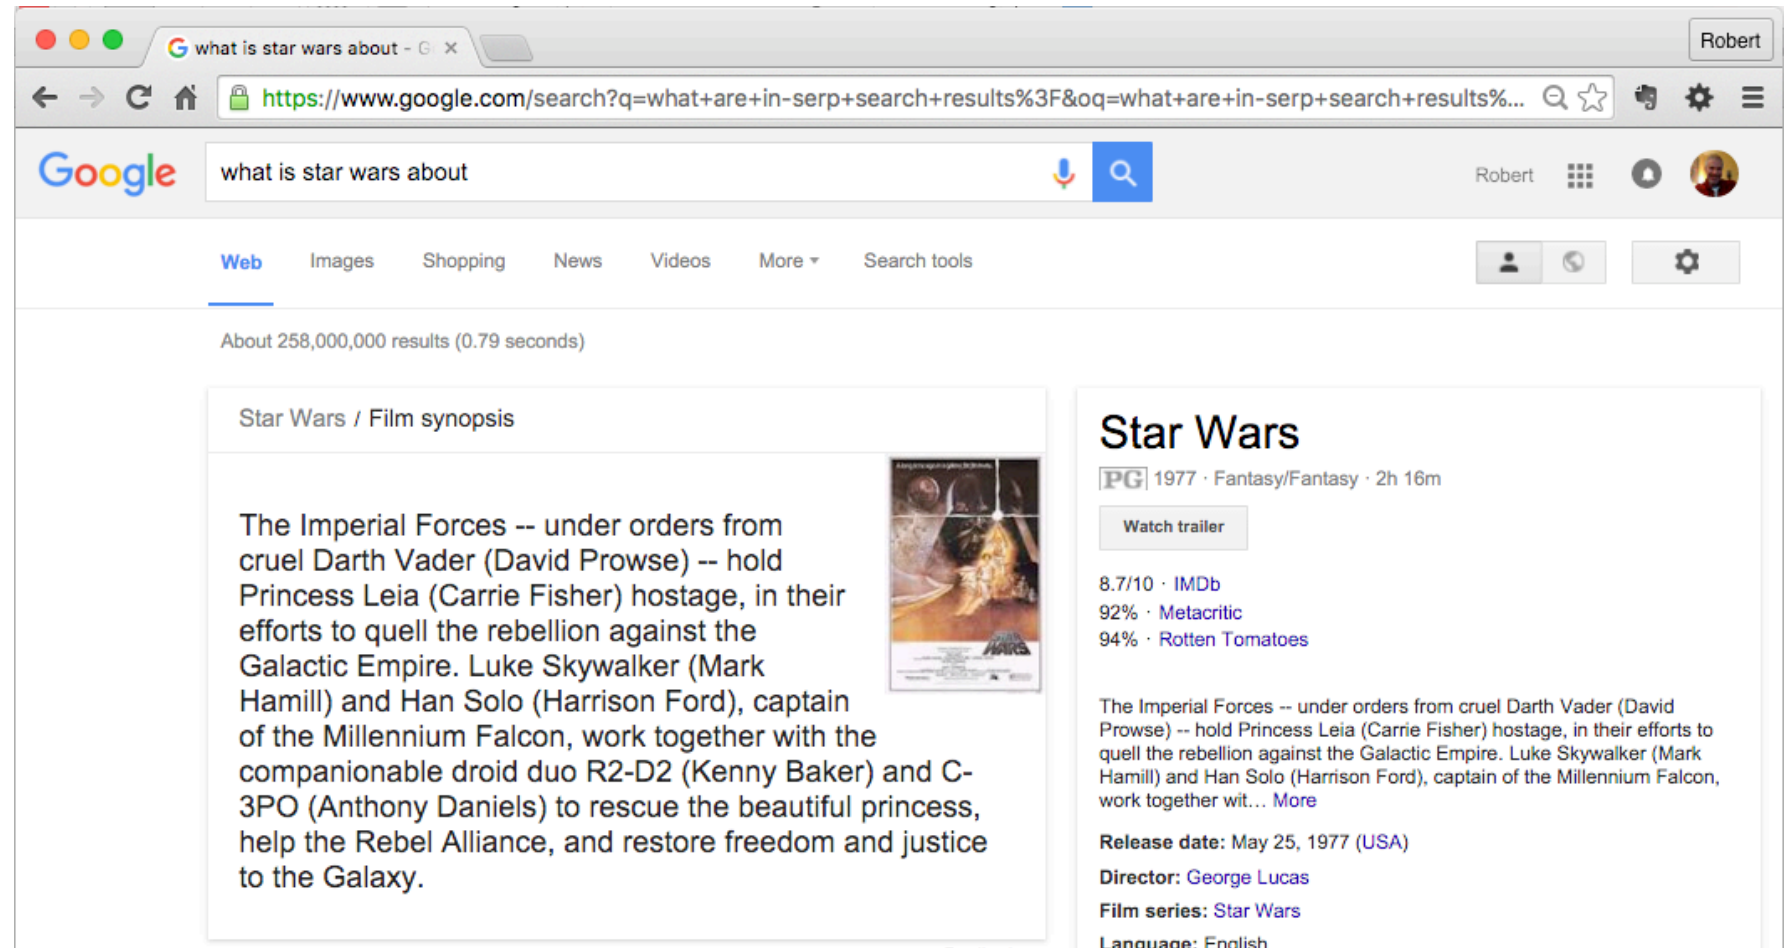 what is star wars about - G
Robert
https://www.google.com/search?q=what+are+in-serp+search+results%3F&oq=what+are+in-serp+search+results%...
Google
what is star wars about
Robert
Web Images Shopping News Videos More Search tools
About 258,000,000 results (0.79 seconds)
Star Wars / Film synopsis
The Imperial Forces -- under orders from
cruel Darth Vader (David Prowse) -- hold
Princess Leia (Carrie Fisher) hostage, in their
efforts to quell the rebellion against the
Galactic Empire. Luke Skywalker (Mark
Hamill) and Han Solo (Harrison Ford), captain
of the Millennium Falcon, work together with the
companionable droid duo R2-D2 (Kenny Baker) and C-
3PO (Anthony Daniels) to rescue the beautiful princess,
help the Rebel Alliance, and restore freedom and justice
to the Galaxy.
STAR
WARS
Star Wars
PG 1977 · Fantasy/Fantasy · 2h 16m
Watch trailer
8.7/10 · IMDb
92% · Metacritic
94% · Rotten Tomatoes
The Imperial Forces -- under orders from cruel Darth Vader (David
Prowse) -- hold Princess Leia (Carrie Fisher) hostage, in their efforts to
quell the rebellion against the Galactic Empire. Luke Skywalker (Mark
Hamill) and Han Solo (Harrison Ford), captain of the Millennium Falcon,
work together wit... More
Release date: May 25, 1977 (USA)
Director: George Lucas
Film series: Star Wars
Language: English